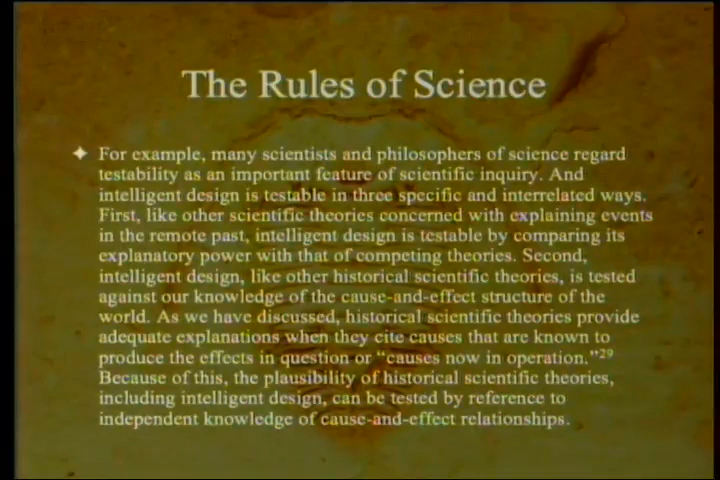 The Rules of Science
✦ For example, many scientists and philosophers of science regard
testability as an important feature of scientific inquiry. And
intelligent design is testable in three specific and interrelated ways.
First, like other scientific theories concerned with explaining events
in the remote past, intelligent design is testable by comparing its
explanatory power with that of competing theories. Second,
intelligent design, like other historical scientific theories, is tested
against our knowledge of the cause-and-effect structure of the
world. As we have discussed, historical scientific theories provide
adequate explanations when they cite causes that are known to
produce the effects in question or “causes now in operation.”²⁹
Because of this, the plausibility of historical scientific theories,
including intelligent design, can be tested by reference to
independent knowledge of cause-and-effect relationships.